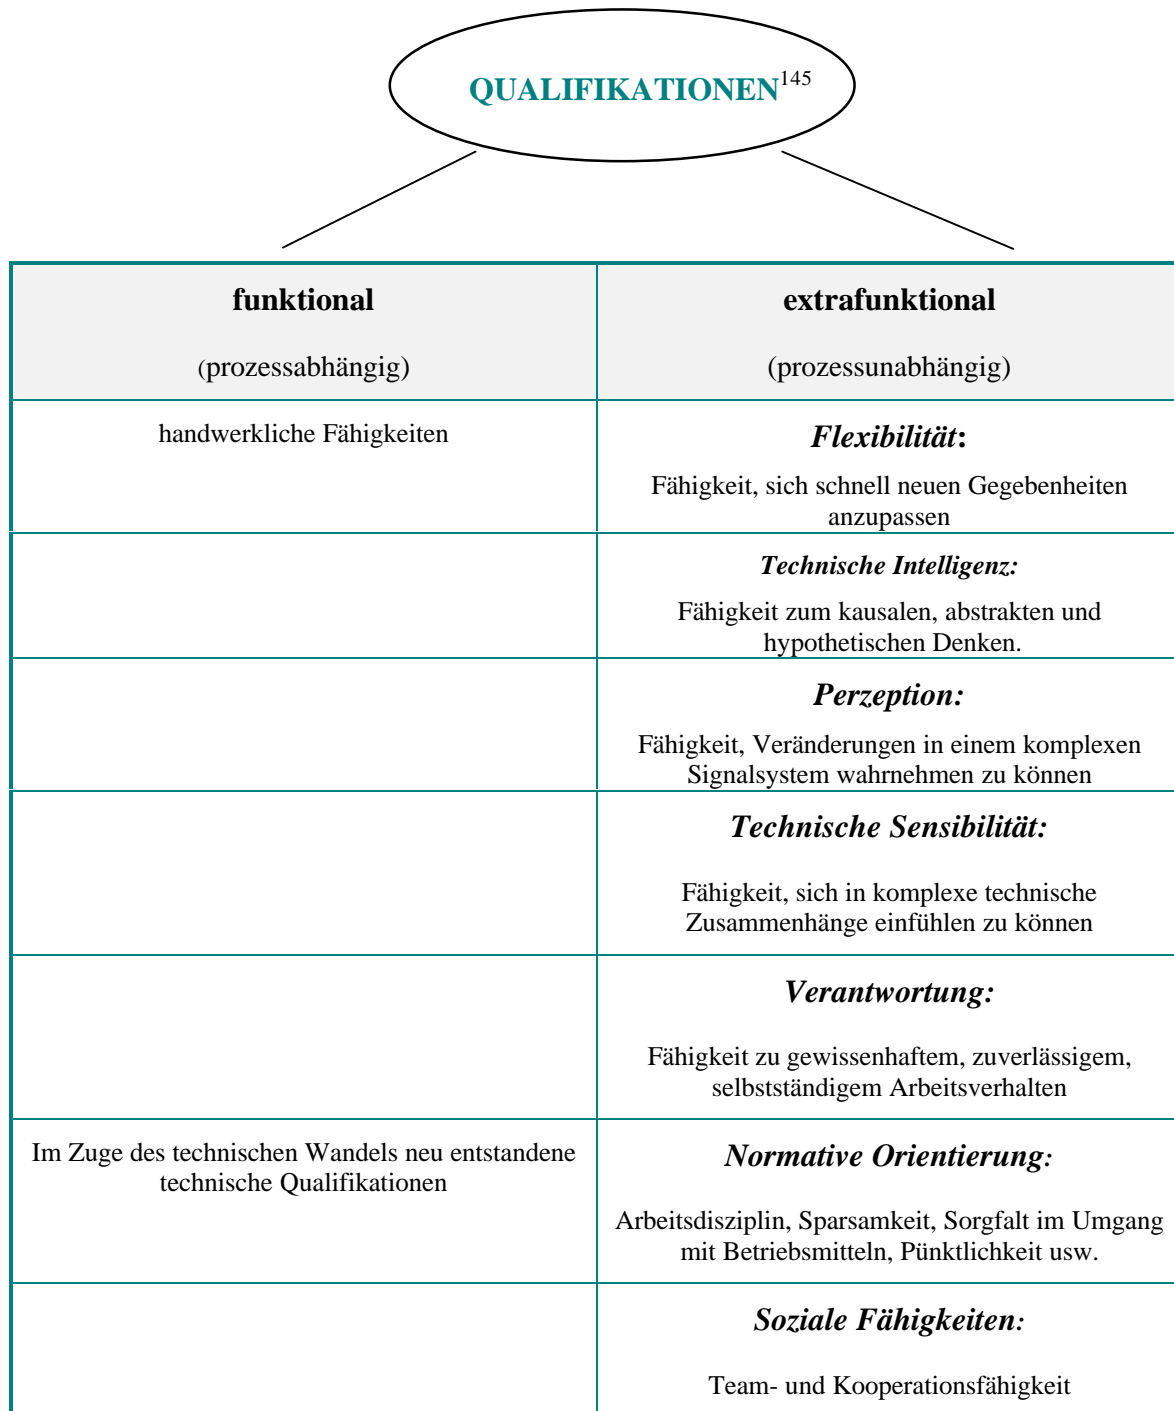 QUALIFIKATIONEN145
funktional
(prozessabhängig)
extrafunktional
(prozessunabhängig)
handwerkliche Fähigkeiten
Flexibilität:
Fähigkeit, sich schnell neuen Gegebenheiten
anzupassen
Technische Intelligenz:
Fähigkeit zum kausalen, abstrakten und
hypothetischen Denken.
Perzeption:
Fähigkeit, Veränderungen in einem komplexen
Signalsystem wahrnehmen zu können
Technische Sensibilität:
Fähigkeit, sich in komplexe technische
Zusammenhänge einfühlen zu können
Verantwortung:
Fähigkeit zu gewissenhaftem, zuverlässigem,
selbstständigem Arbeitsverhalten
Im Zuge des technischen Wandels neu entstandene
technische Qualifikationen
Normative Orientierung:
Arbeitsdisziplin, Sparsamkeit, Sorgfalt im Umgang
mit Betriebsmitteln, Pünktlichkeit usw.
Soziale Fähigkeiten:
Team- und Kooperationsfähigkeit